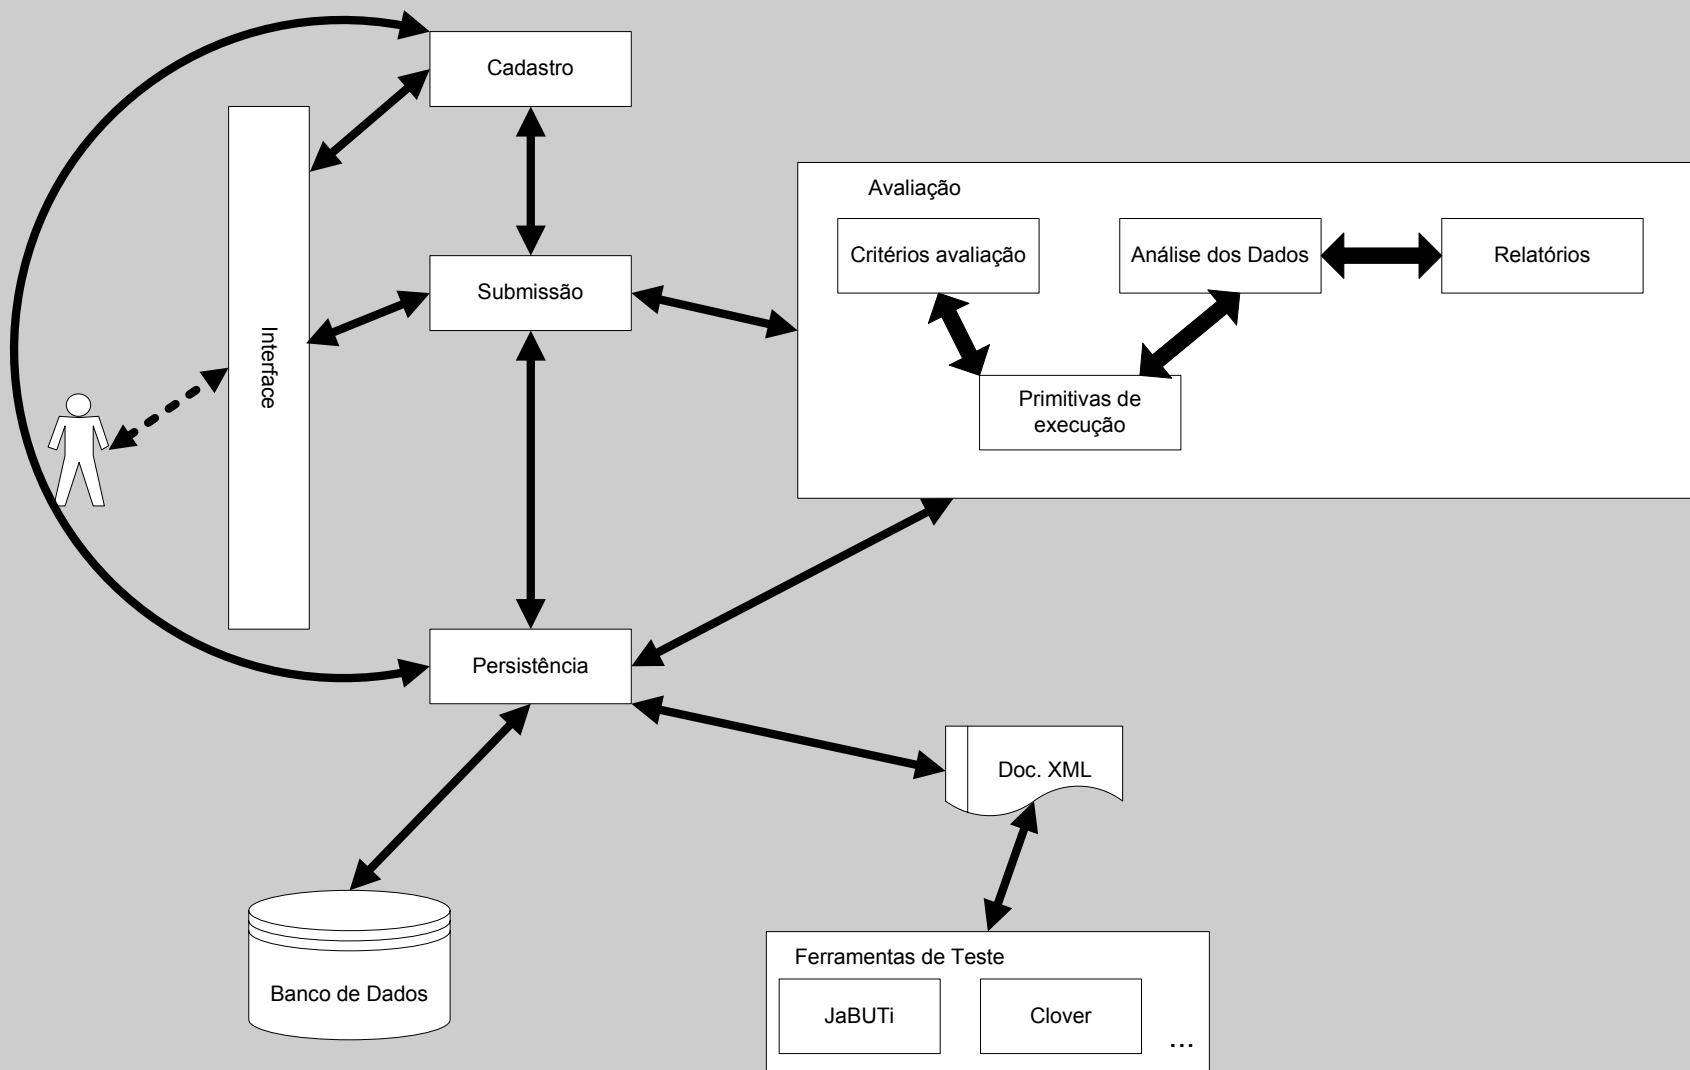 Cadastro
Avaliação
Critérios avaliação
Análise dos Dados
Relatórios
Submissão
Interface
Primitivas de
execução
Persistência
Doc. XML
Banco de Dados
Ferramentas de Teste
JaBUTi
Clover
...